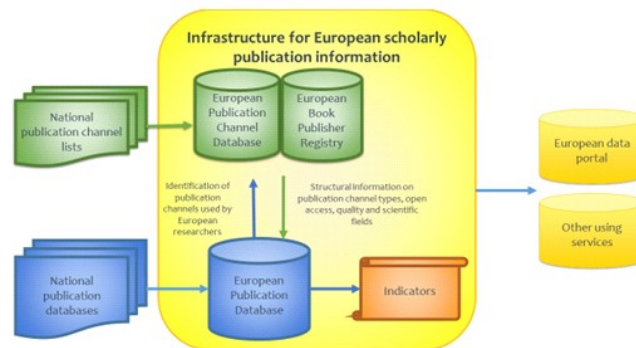 Infrastructure for European scholarly
publication information
National
publication channel
lists
European
Publication
Channel
Database
European
Book
Publisher
Registry
Identification of
publication
channels used by
European
researchers
Structural information on
publication channel types, open
access, quality and scientific
fields
National
publication
databases
European
Publication
Database
Indicators
European data
portal
Other using
services